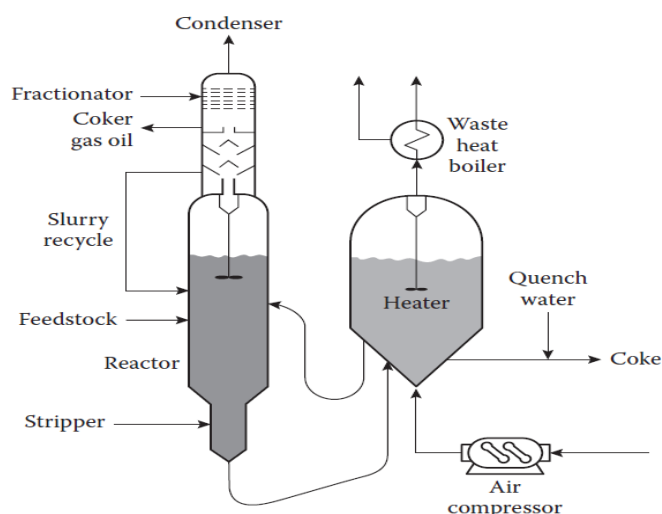 Condenser
Fractionator
Coker
gas oil
Waste
heat
boiler
Slurry
recycle
Quench
water
Heater
Feedstock
Coke
Reactor
Stripper
Air
compressor